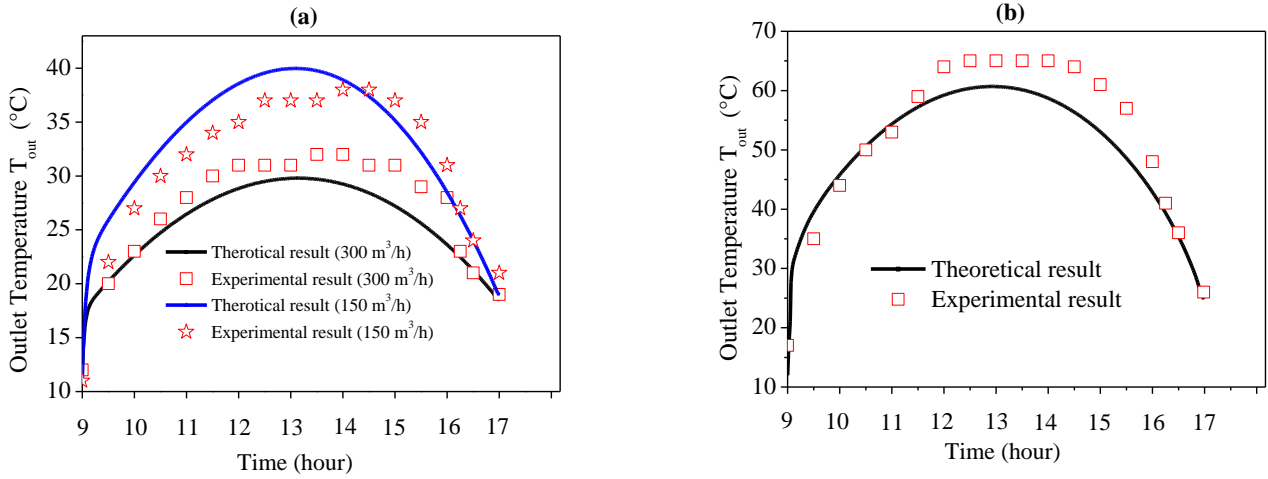 (a)
Outlet Temperature T_out (°C)
40
35
30
25
20
15
10
Therotical result (300 m³/h)
Experimental result (300 m³/h)
Therotical result (150 m³/h)
Experimental result (150 m³/h)
9 10 11 12 13 14 15 16 17
Time (hour)
(b)
Outlet Temperature T_out (°C)
70
60
50
40
30
20
10
Theoretical result
Experimental result
9 10 11 12 13 14 15 16 17
Time (hour)